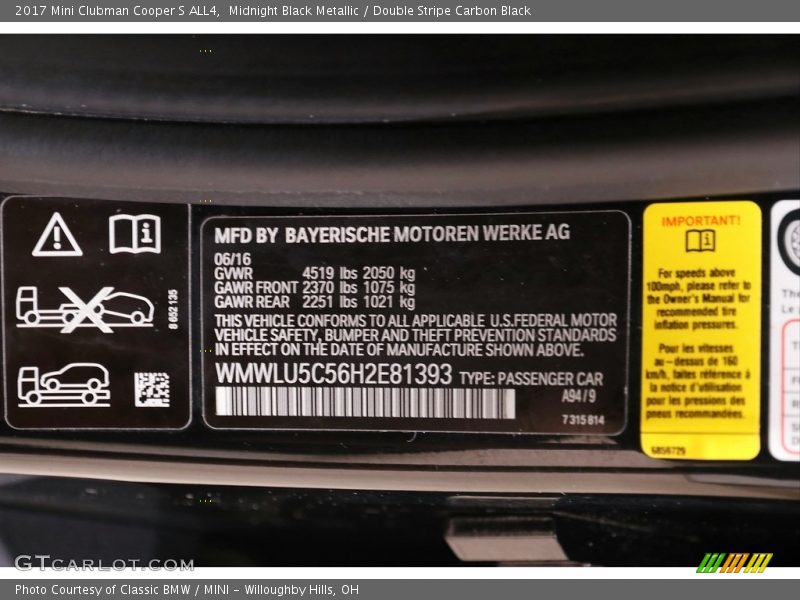 2017 Mini Clubman Cooper S ALL4,  Midnight Black Metallic / Double Stripe Carbon Black
8 652 135
MFD BY BAYERISCHE MOTOREN WERKE AG
06/16
GVWR 4519 lbs 2050 kg
GAWR FRONT 2370 lbs 1075 kg
GAWR REAR 2251 lbs 1021 kg
THIS VEHICLE CONFORMS TO ALL APPLICABLE U.S.FEDERAL MOTOR
VEHICLE SAFETY, BUMPER AND THEFT PREVENTION STANDARDS
IN EFFECT ON THE DATE OF MANUFACTURE SHOWN ABOVE.
WMWLU5C56H2E81393 TYPE: PASSENGER CAR
A94 / 9
7 315 814
IMPORTANT!
For speeds above
100mph, please refer to
the Owner's Manual for
recommended tire
inflation pressures.
Pour les vitesses
au-dessus de 160
km/h, faites référence à
la notice d'utilisation
pour les pressions des
pneus recommandées.
6856729
GTCARLOT.COM
Photo Courtesy of Classic BMW / MINI - Willoughby Hills, OH